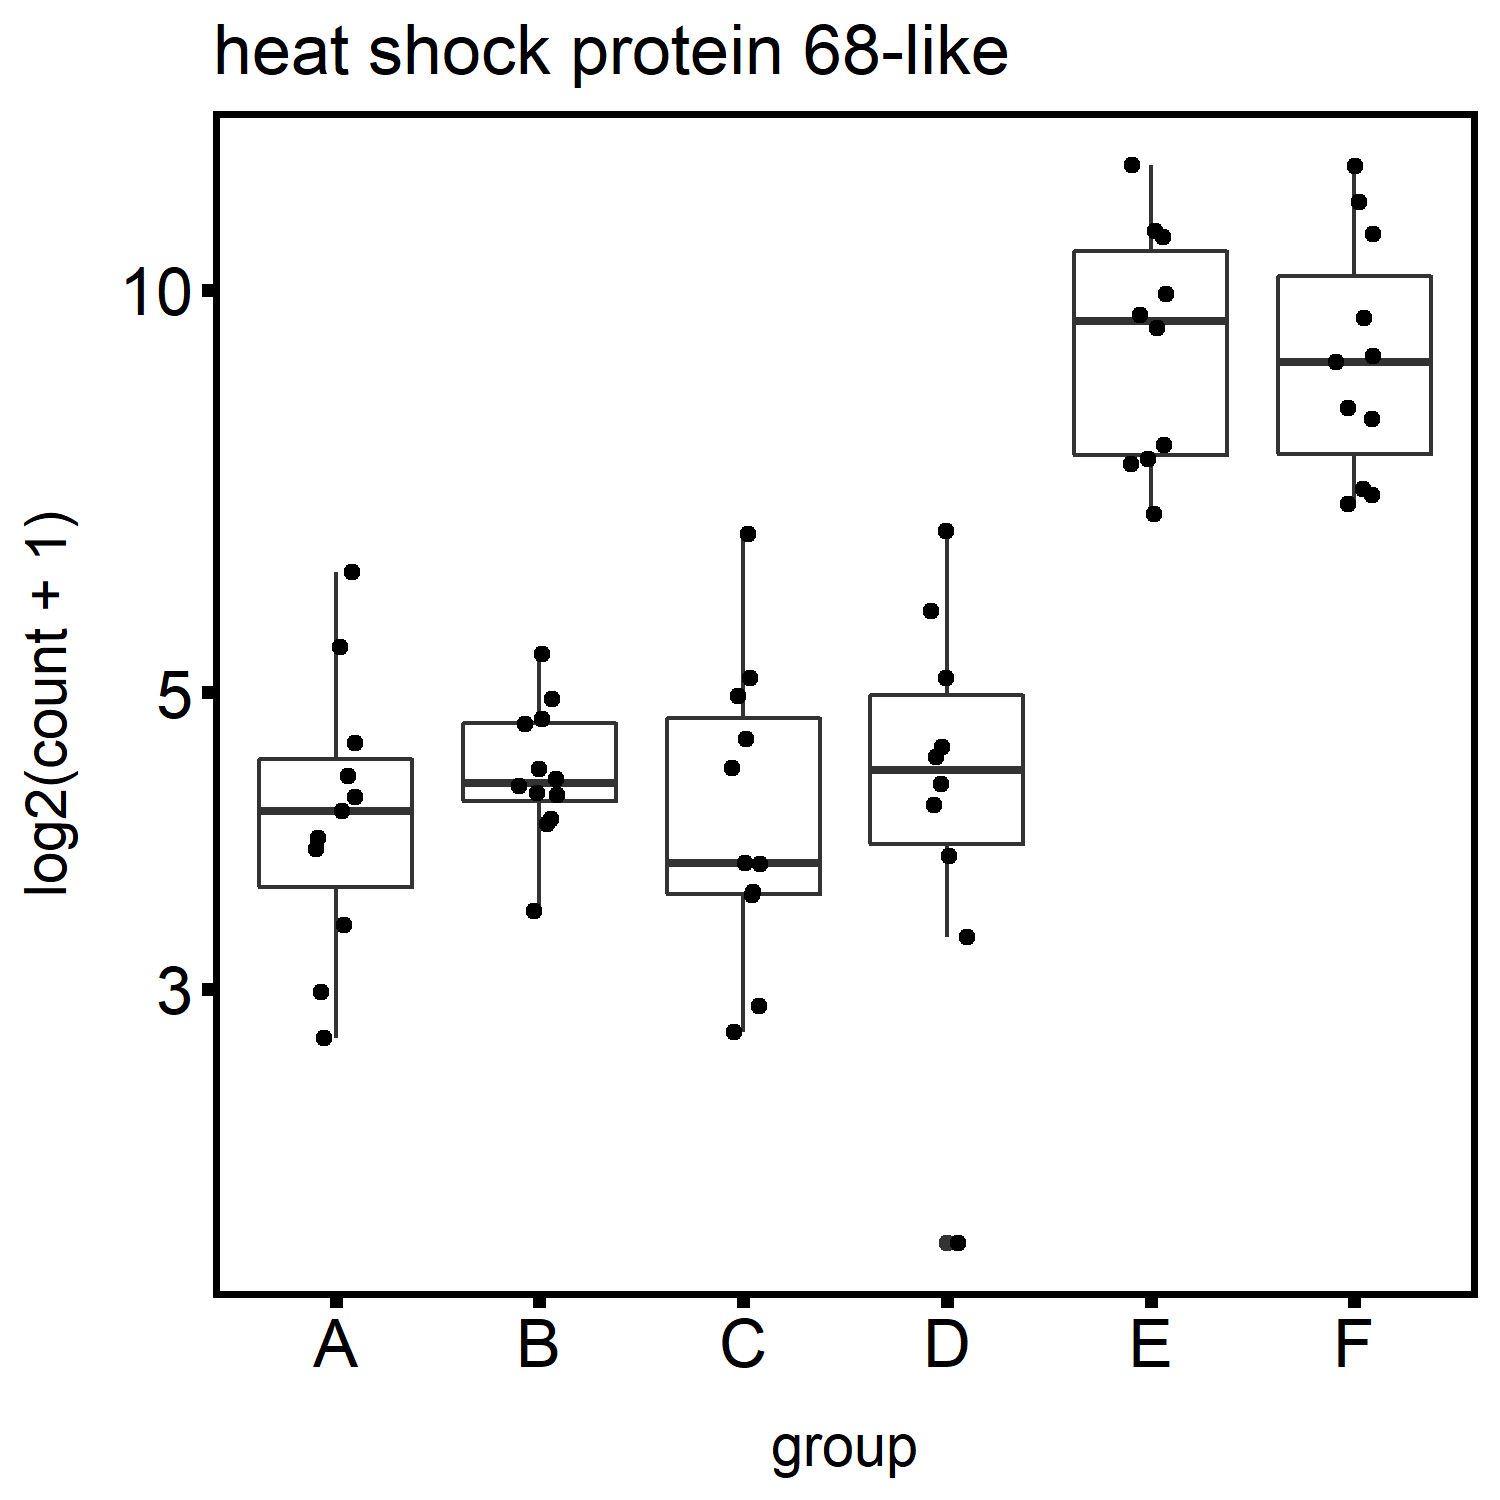 heat shock protein 68-like
log2(count + 1)
10
5
3
A B C D E F
group